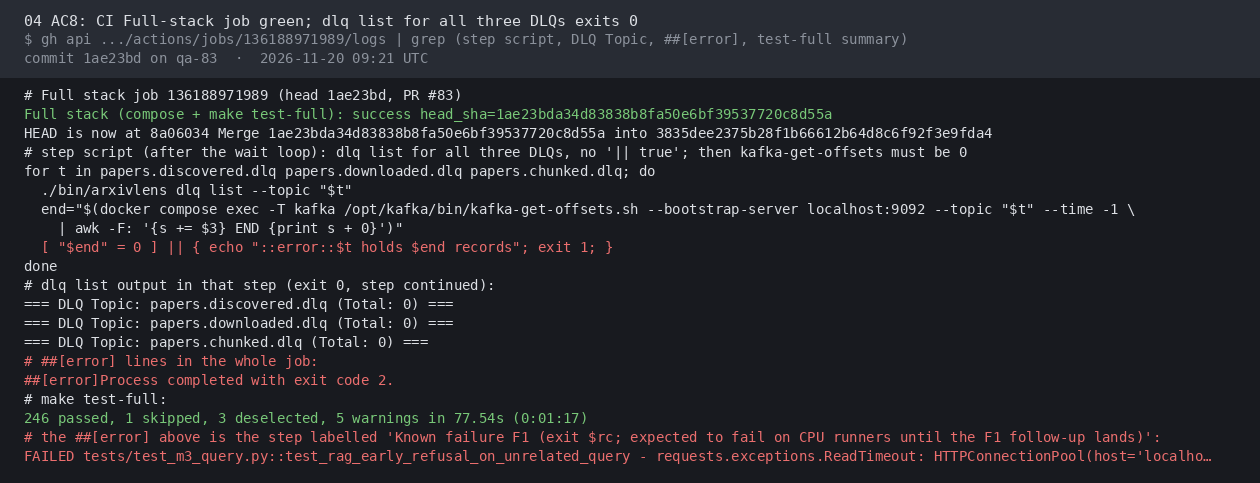 04 AC8: CI Full-stack job green; dlq list for all three DLQs exits 0
$ gh api .../actions/jobs/136188971989/logs | grep (step script, DLQ Topic, ##[error], test-full summary)
commit 1ae23bd on qa-83  ·  2026-11-20 09:21 UTC
# Full stack job 136188971989 (head 1ae23bd, PR #83)
Full stack (compose + make test-full): success head_sha=1ae23bda34d83838b8fa50e6bf39537720c8d55a
HEAD is now at 8a06034 Merge 1ae23bda34d83838b8fa50e6bf39537720c8d55a into 3835dee2375b28f1b66612b64d8c6f92f3e9fda4
# step script (after the wait loop): dlq list for all three DLQs, no '|| true'; then kafka-get-offsets must be 0
for t in papers.discovered.dlq papers.downloaded.dlq papers.chunked.dlq; do
  ./bin/arxivlens dlq list --topic "$t"
  end="$(docker compose exec -T kafka /opt/kafka/bin/kafka-get-offsets.sh --bootstrap-server localhost:9092 --topic "$t" --time -1 \
    | awk -F: '{s += $3} END {print s + 0}')"
  [ "$end" = 0 ] || { echo "::error::$t holds $end records"; exit 1; }
done
# dlq list output in that step (exit 0, step continued):
=== DLQ Topic: papers.discovered.dlq (Total: 0) ===
=== DLQ Topic: papers.downloaded.dlq (Total: 0) ===
=== DLQ Topic: papers.chunked.dlq (Total: 0) ===
# ##[error] lines in the whole job:
##[error]Process completed with exit code 2.
# make test-full:
246 passed, 1 skipped, 3 deselected, 5 warnings in 77.54s (0:01:17)
# the ##[error] above is the step labelled 'Known failure F1 (exit $rc; expected to fail on CPU runners until the F1 follow-up lands)':
FAILED tests/test_m3_query.py::test_rag_early_refusal_on_unrelated_query - requests.exceptions.ReadTimeout: HTTPConnectionPool(host='localho…